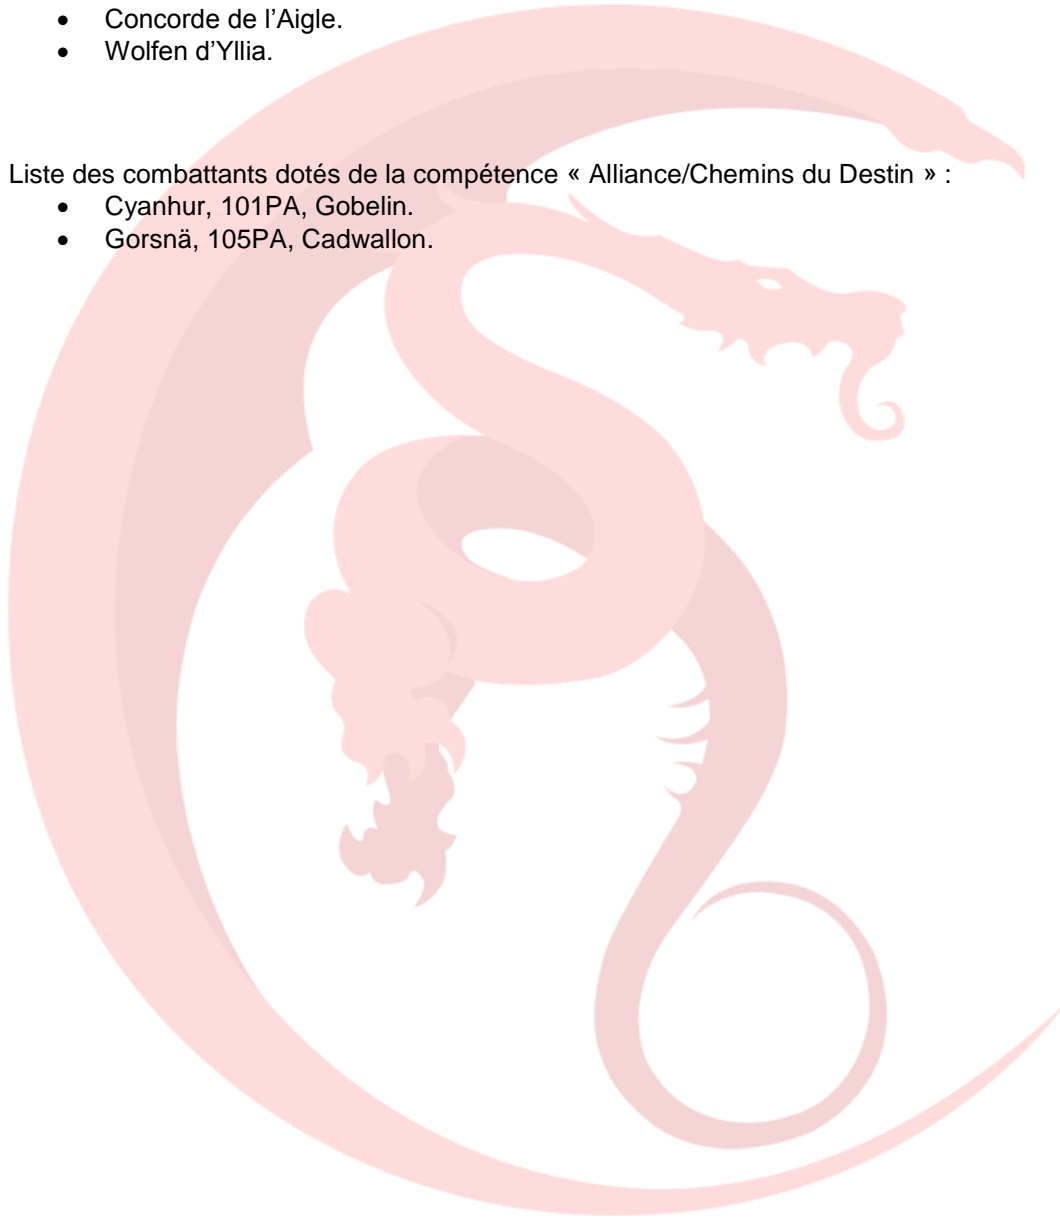 • Concorde de l’Aigle.
• Wolfen d’Yllia.
Liste des combattants dotés de la compétence « Alliance/Chemins du Destin » :
• Cyanhur, 101PA, Gobelin.
• Gorsnä, 105PA, Cadwallon.